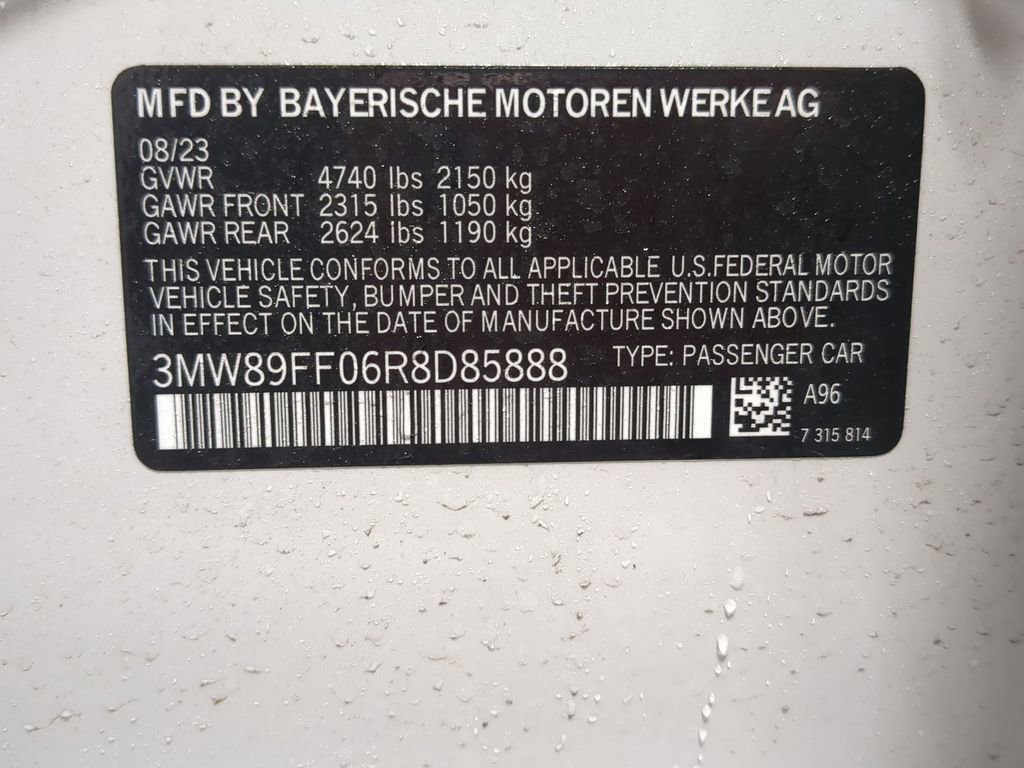 MFD BY BAYERISCHE MOTOREN WERKE AG
08/23
GVWR 4740 lbs 2150 kg
GAWR FRONT 2315 lbs 1050 kg
GAWR REAR 2624 lbs 1190 kg
THIS VEHICLE CONFORMS TO ALL APPLICABLE U.S.FEDERAL MOTOR
VEHICLE SAFETY, BUMPER AND THEFT PREVENTION STANDARDS
IN EFFECT ON THE DATE OF MANUFACTURE SHOWN ABOVE.
3MW89FF06R8D85888 TYPE: PASSENGER CAR
A96
7 315 814